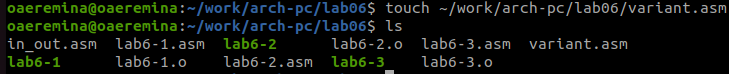 oaeremina@oaeremina:~/work/arch-pc/lab06$ touch ~/work/arch-pc/lab06/variant.asm
oaeremina@oaeremina:~/work/arch-pc/lab06$ ls
in_out.asm  lab6-1.asm  lab6-2      lab6-2.o  lab6-3.asm  variant.asm
lab6-1      lab6-1.o    lab6-2.asm  lab6-3    lab6-3.o